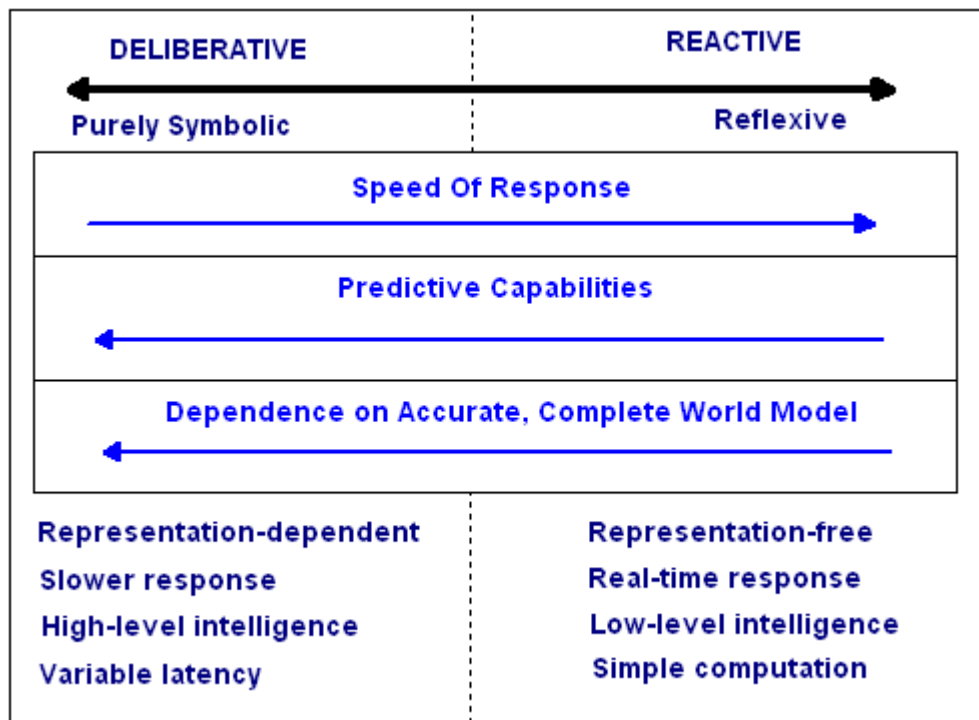 DELIBERATIVE
REACTIVE
Purely Symbolic
Reflexive
Speed Of Response
Predictive Capabilities
Dependence on Accurate, Complete World Model
Representation-dependent
Slower response
High-level intelligence
Variable latency
Representation-free
Real-time response
Low-level intelligence
Simple computation